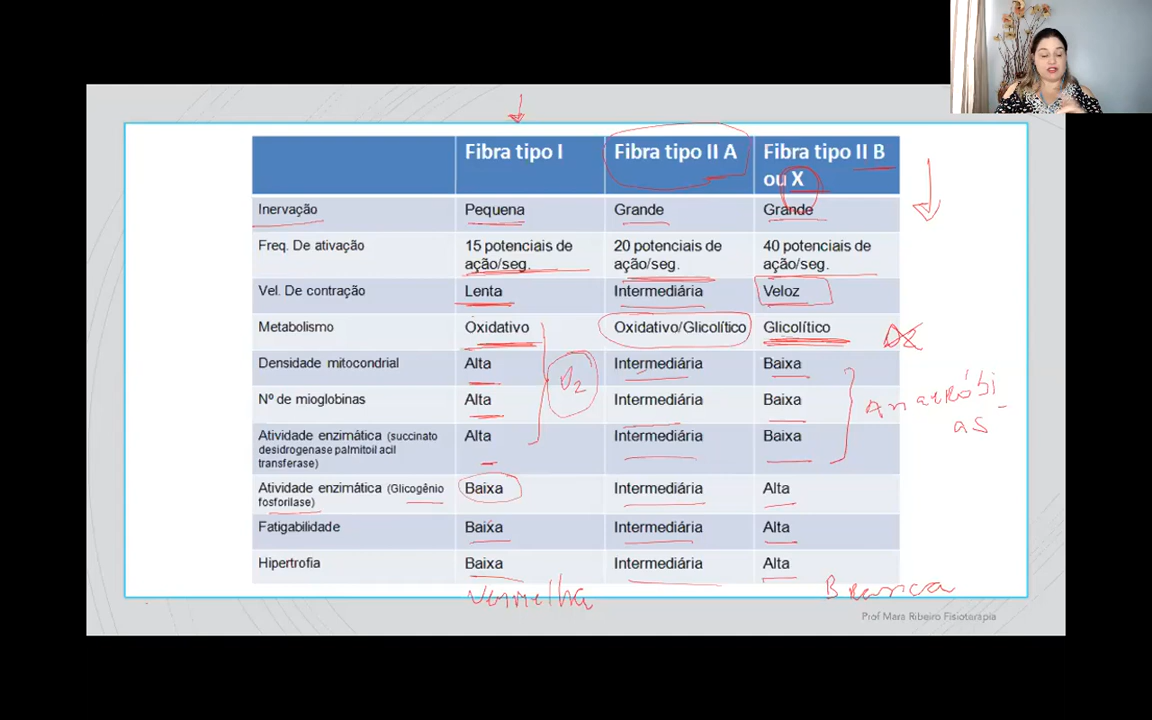 Fibra tipo I Fibra tipo II A Fibra tipo II B
ou X
Inervação Pequena Grande Grande
Freq. De ativação 15 potenciais de 20 potenciais de 40 potenciais de
ação/seg. ação/seg. ação/seg.
Vel. De contração Lenta Intermediária Veloz
Metabolismo Oxidativo Oxidativo/Glicolítico Glicolítico
Densidade mitocondrial Alta Intermediária Baixa
O2
Nº de mioglobinas Alta Intermediária Baixa
Anaeróbi
as
Atividade enzimática (succinato Alta Intermediária Baixa
desidrogenase palmitoil acil
transferase)
Atividade enzimática (Glicogênio Baixa Intermediária Alta
fosforilase)
Fatigabilidade Baixa Intermediária Alta
Hipertrofia Baixa Intermediária Alta
Vermelha Branca
Prof Mara Ribeiro Fisioterapia